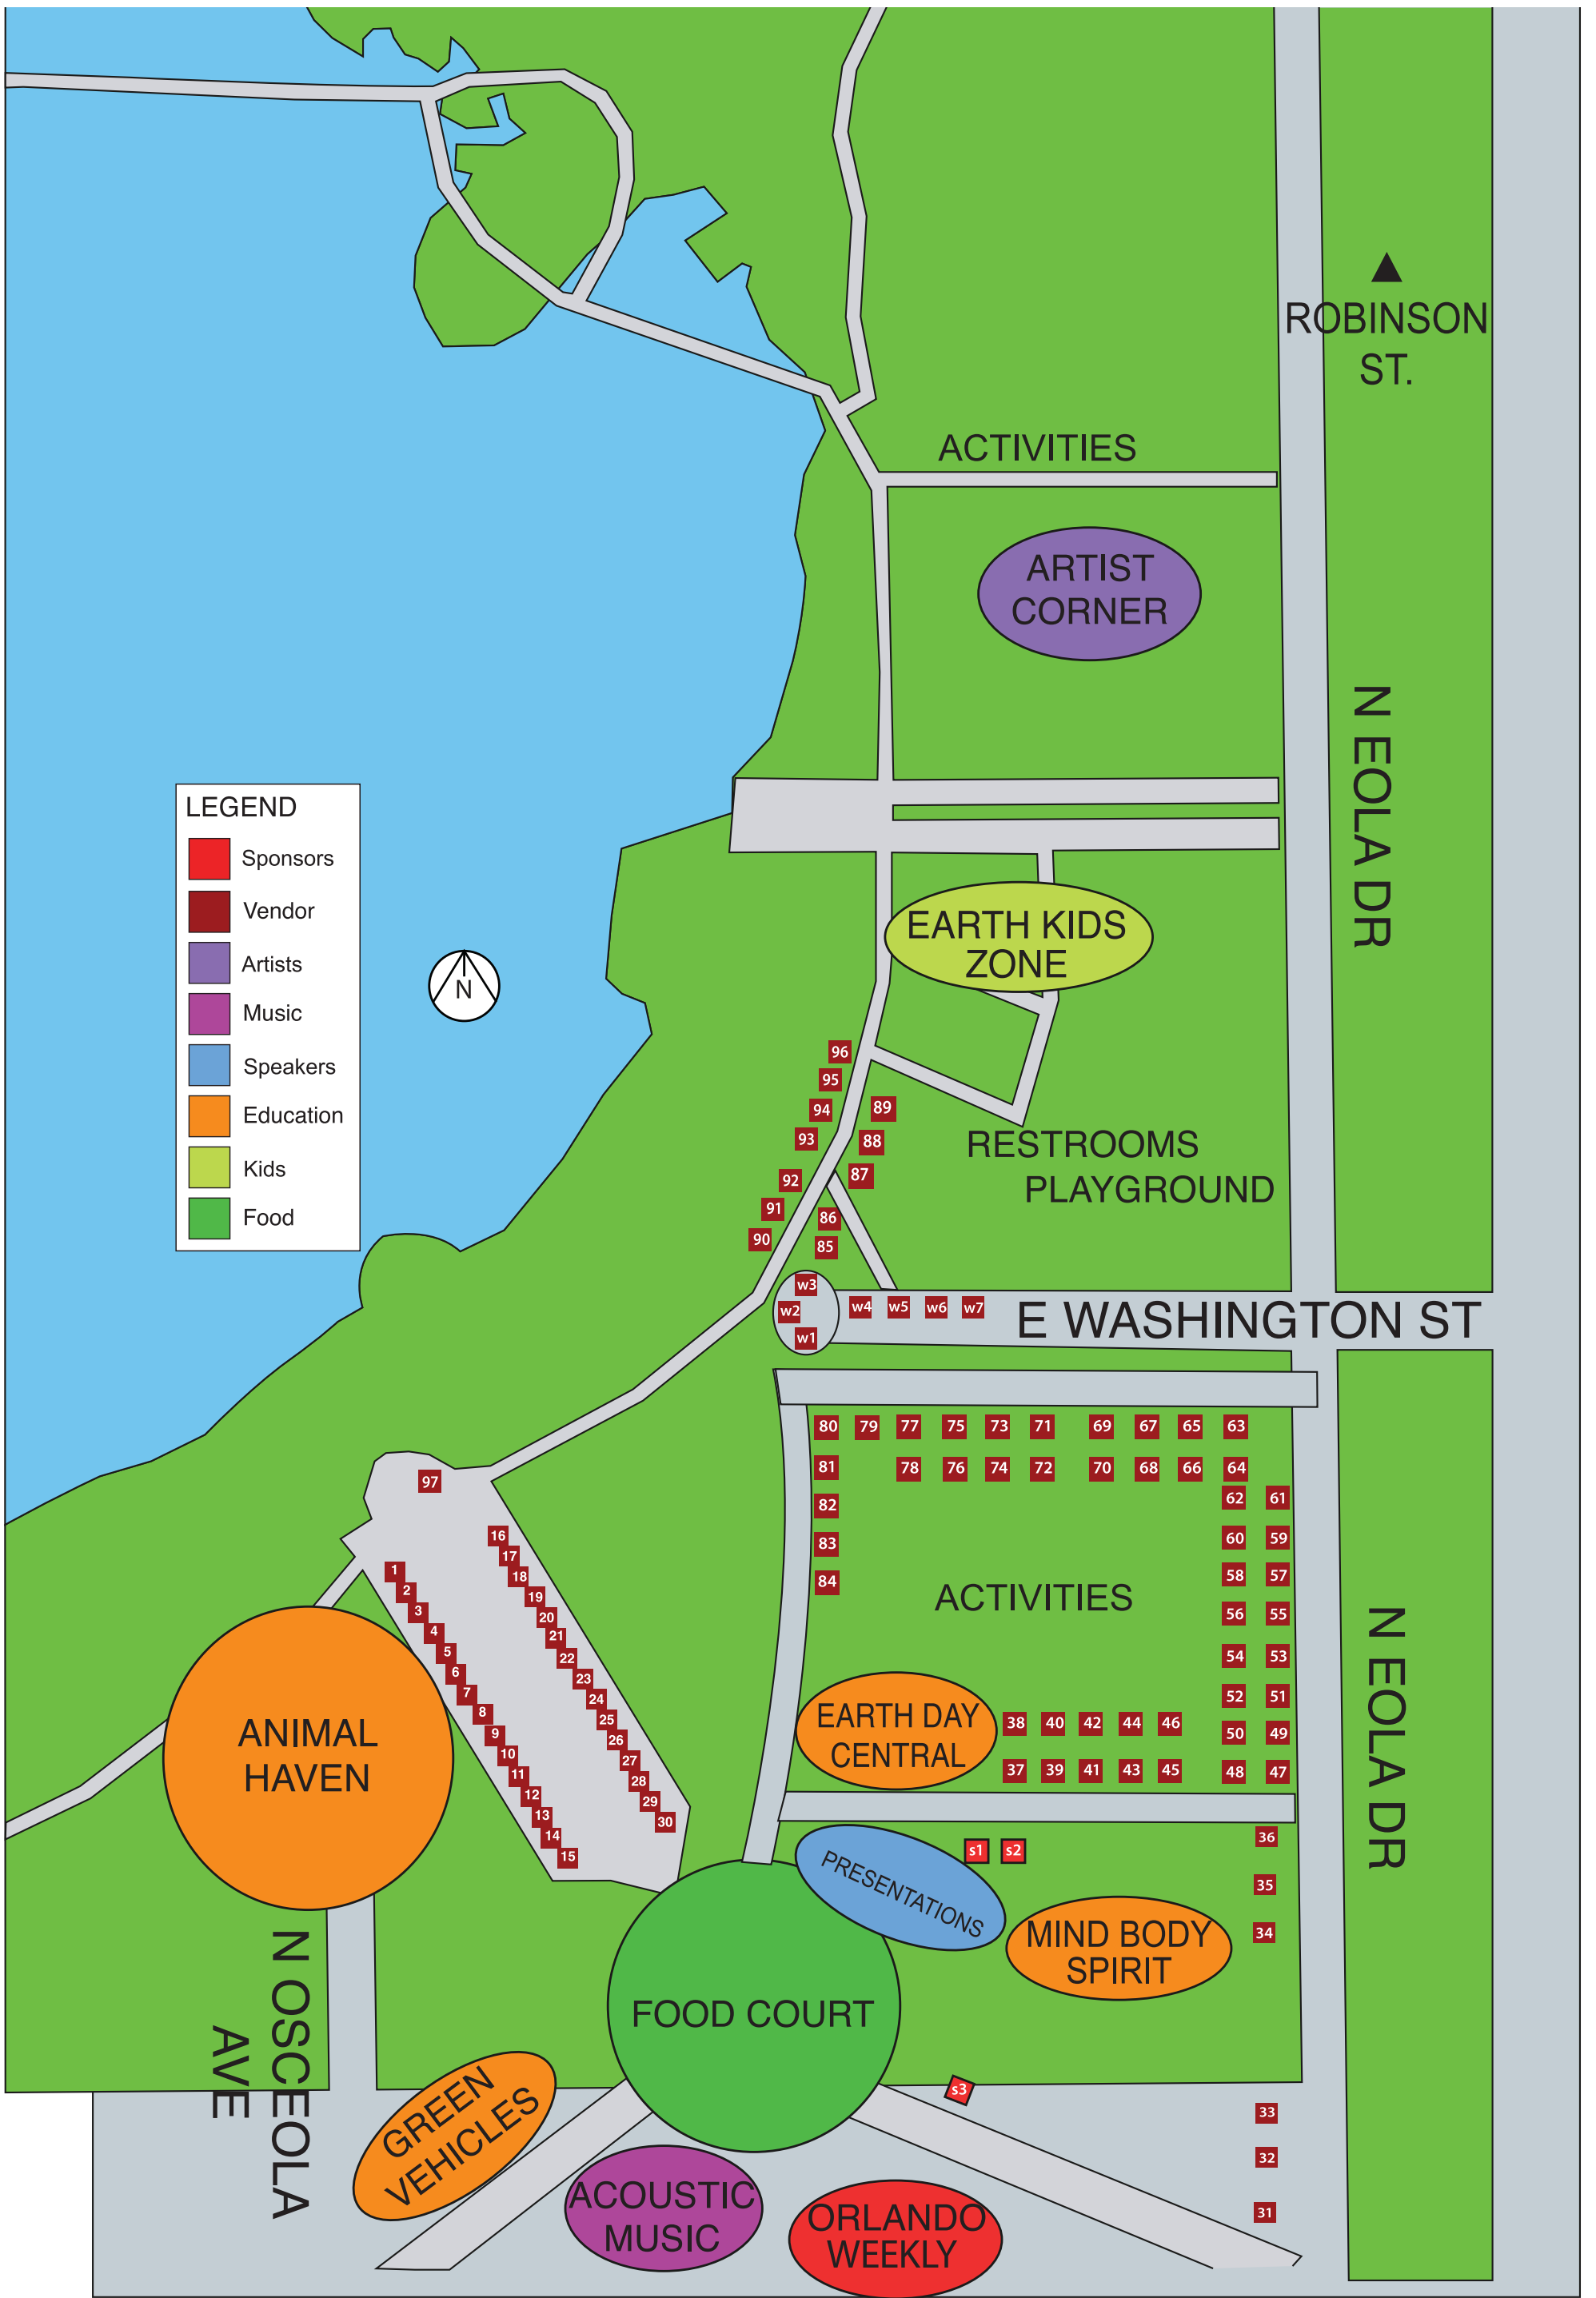 ROBINSON
ST.
ACTIVITIES
ARTIST
CORNER
N EOLA DR
LEGEND
Sponsors
Vendor
Artists
Music
Speakers
Education
Kids
Food
N
EARTH KIDS
ZONE
96
95
94
89
93
88
92
87
91
86
90
85
RESTROOMS
PLAYGROUND
w3
w2
w1
w4 w5 w6 w7
E WASHINGTON ST
80 79 77 75 73 71 69 67 65 63
81 78 76 74 72 70 68 66 64
82
83
84
62 61
60 59
58 57
56 55
54 53
52 51
50 49
48 47
ACTIVITIES
97
16
17
18
19
20
21
22
23
24
25
26
27
28
29
30
1
2
3
4
5
6
7
8
9
10
11
12
13
14
15
ANIMAL
HAVEN
EARTH DAY
CENTRAL
38 40 42 44 46
37 39 41 43 45
N EOLA DR
PRESENTATIONS
s1 s2
36
35
34
MIND BODY
SPIRIT
FOOD COURT
N OSCEOLA
AVE
GREEN
VEHICLES
s3
33
32
31
ACOUSTIC
MUSIC
ORLANDO
WEEKLY